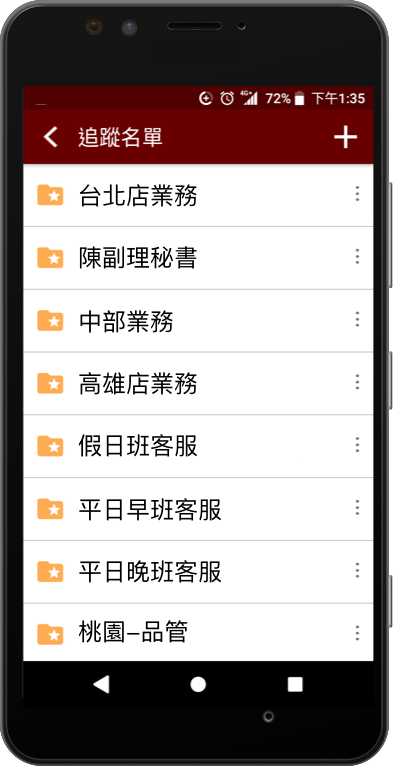 4G+ 72% 下午1:35
追蹤名單
台北店業務
陳副理秘書
中部業務
高雄店業務
假日班客服
平日早班客服
平日晚班客服
桃園–品管